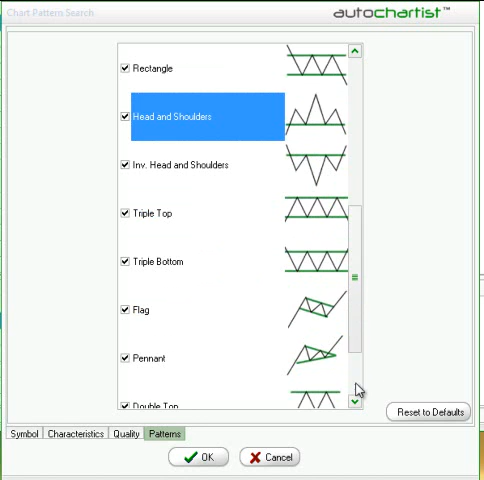 Chart Pattern Search
autochartist™
Rectangle
Head and Shoulders
Inv. Head and Shoulders
Triple Top
Triple Bottom
Flag
Pennant
Double Top
Reset to Defaults
Symbol Characteristics Quality Patterns
OK Cancel